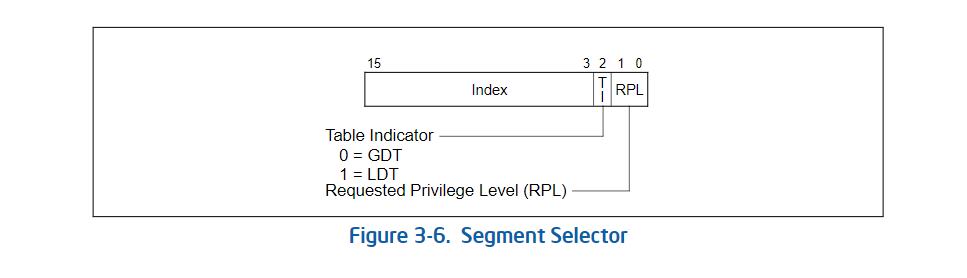 15 3 2 1 0
Index TI RPL
Table Indicator
0 = GDT
1 = LDT
Requested Privilege Level (RPL)
Figure 3-6. Segment Selector